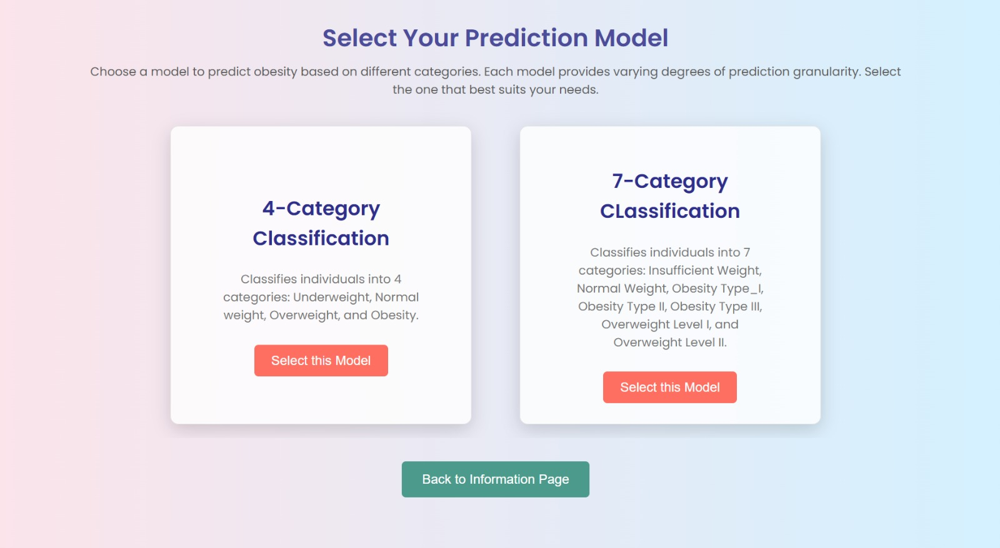 Select Your Prediction Model
Choose a model to predict obesity based on different categories. Each model provides varying degrees of prediction granularity. Select
the one that best suits your needs.
4-Category
Classification
Classifies individuals into 4
categories: Underweight, Normal
weight, Overweight, and Obesity.
Select this Model
7-Category
CLassification
Classifies individuals into 7
categories: Insufficient Weight,
Normal Weight, Obesity Type_I,
Obesity Type II, Obesity Type III,
Overweight Level I, and
Overweight Level II.
Select this Model
Back to Information Page